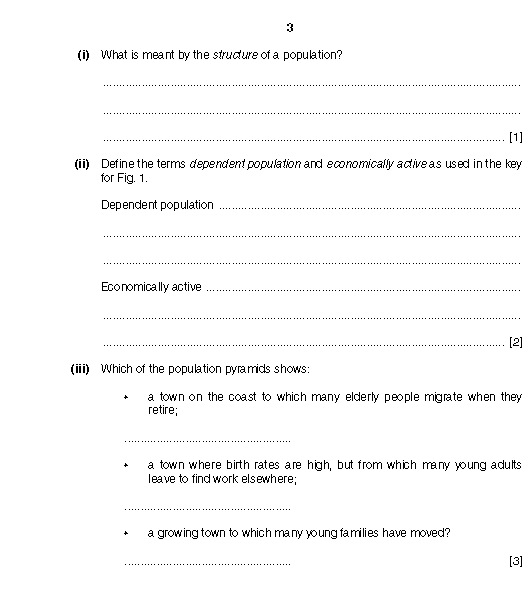 3
(i) What is meant by the structure of a population?
[1]
(ii) Define the terms dependent population and economically active as used in the key
for Fig. 1.
Dependent population
Economically active
[2]
(iii) Which of the population pyramids shows:
• a town on the coast to which many elderly people migrate when they
retire;
• a town where birth rates are high, but from which many young adults
leave to find work elsewhere;
• a growing town to which many young families have moved?
[3]